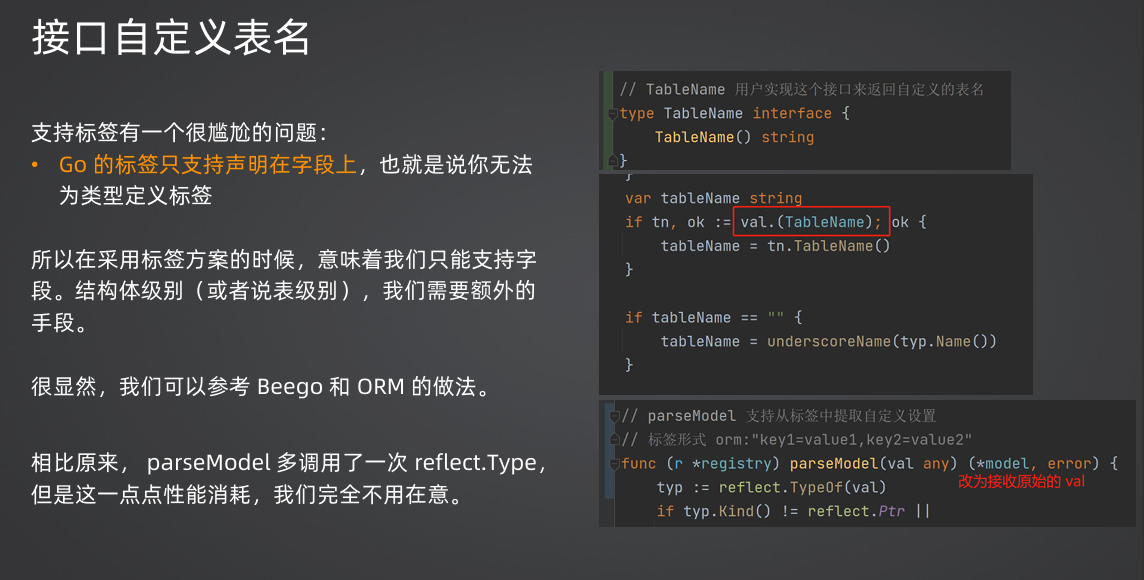 接口自定义表名
支持标签有一个很尴尬的问题：
• Go 的标签只支持声明在字段上，也就是说你无法
为类型定义标签
所以在采用标签方案的时候，意味着我们只能支持字
段。结构体级别（或者说表级别），我们需要额外的
手段。
很显然，我们可以参考 Beego 和 ORM 的做法。
相比原来， parseModel 多调用了一次 reflect.Type，
但是这一点点性能消耗，我们完全不用在意。
// TableName 用户实现这个接口来返回自定义的表名
type TableName interface {
    TableName() string
}
}
var tableName string
if tn, ok := val.(TableName); ok {
    tableName = tn.TableName()
}
if tableName == "" {
    tableName = underscoreName(typ.Name())
}
// parseModel 支持从标签中提取自定义设置
// 标签形式 orm:"key1=value1,key2=value2"
func (r *registry) parseModel(val any) (*model, error) {
改为接收原始的 val
    typ := reflect.TypeOf(val)
    if typ.Kind() != reflect.Ptr ||